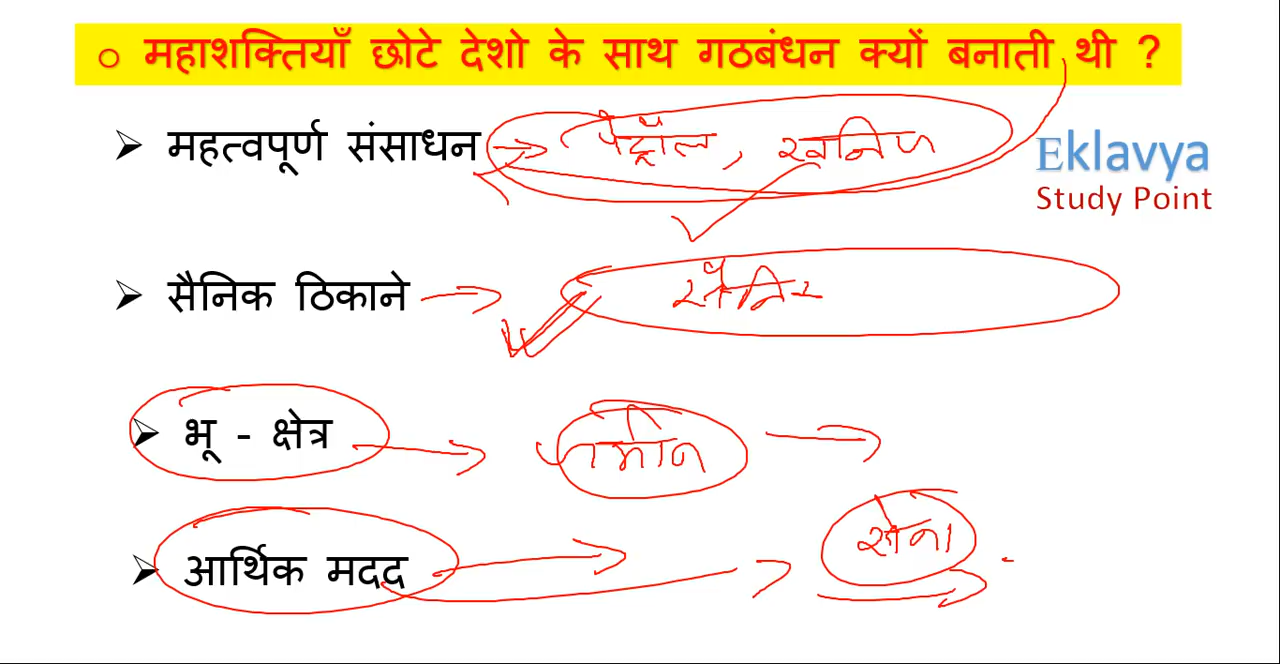 ○ महाशक्तियाँ छोटे देशो के साथ गठबंधन क्यों बनाती थी ?
➢ महत्वपूर्ण संसाधन → पेट्रॉल, खनिज
Eklavya
Study Point
➢ सैनिक ठिकाने →
➢ भू - क्षेत्र → जमीन →
➢ आर्थिक मदद → सेना